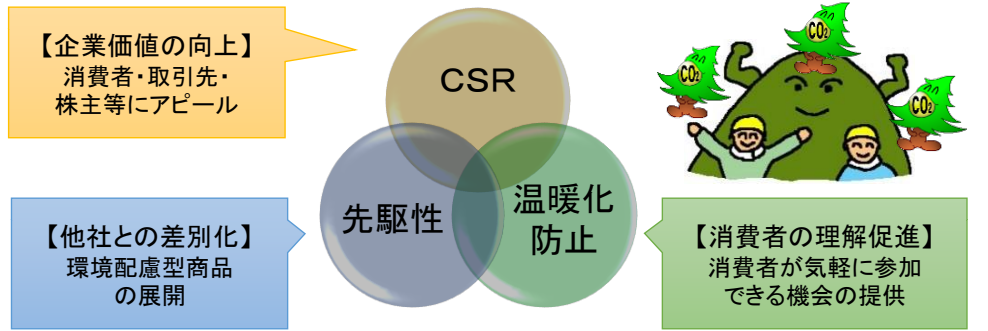 【企業価値の向上】
消費者・取引先・
株主等にアピール
CSR
CO2
CO2
CO2
先駆性
温暖化
防止
【他社との差別化】
環境配慮型商品
の展開
【消費者の理解促進】
消費者が気軽に参加
できる機会の提供